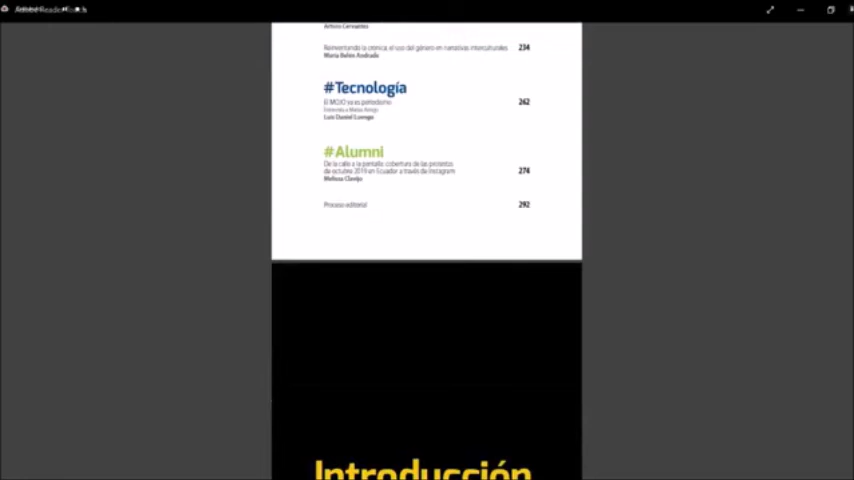 Arturo Cervantes
Reinventando la crónica, el uso del género en narrativas interculturales 234
María Belén Andrade
#Tecnología
El MOJO ya es periodismo 262
Luis Daniel
#Alumni
De la calle a la pantalla: cobertura de las protestas
de octubre 2019 en Ecuador a través de Instagram 274
Melissa Clavijo
Proceso editorial 292
Introducción